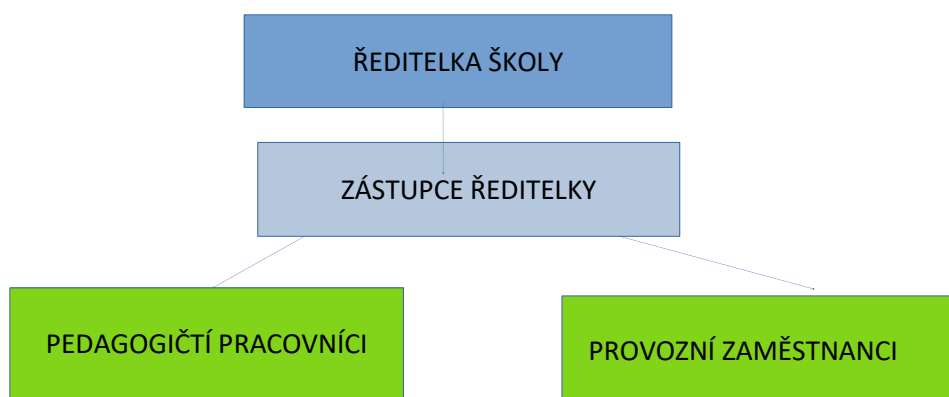 ŘEDITELKA ŠKOLY
ZÁSTUPCE ŘEDITELKY
PEDAGOGIČTÍ PRACOVNÍCI
PROVOZNÍ ZAMĚSTNANCI